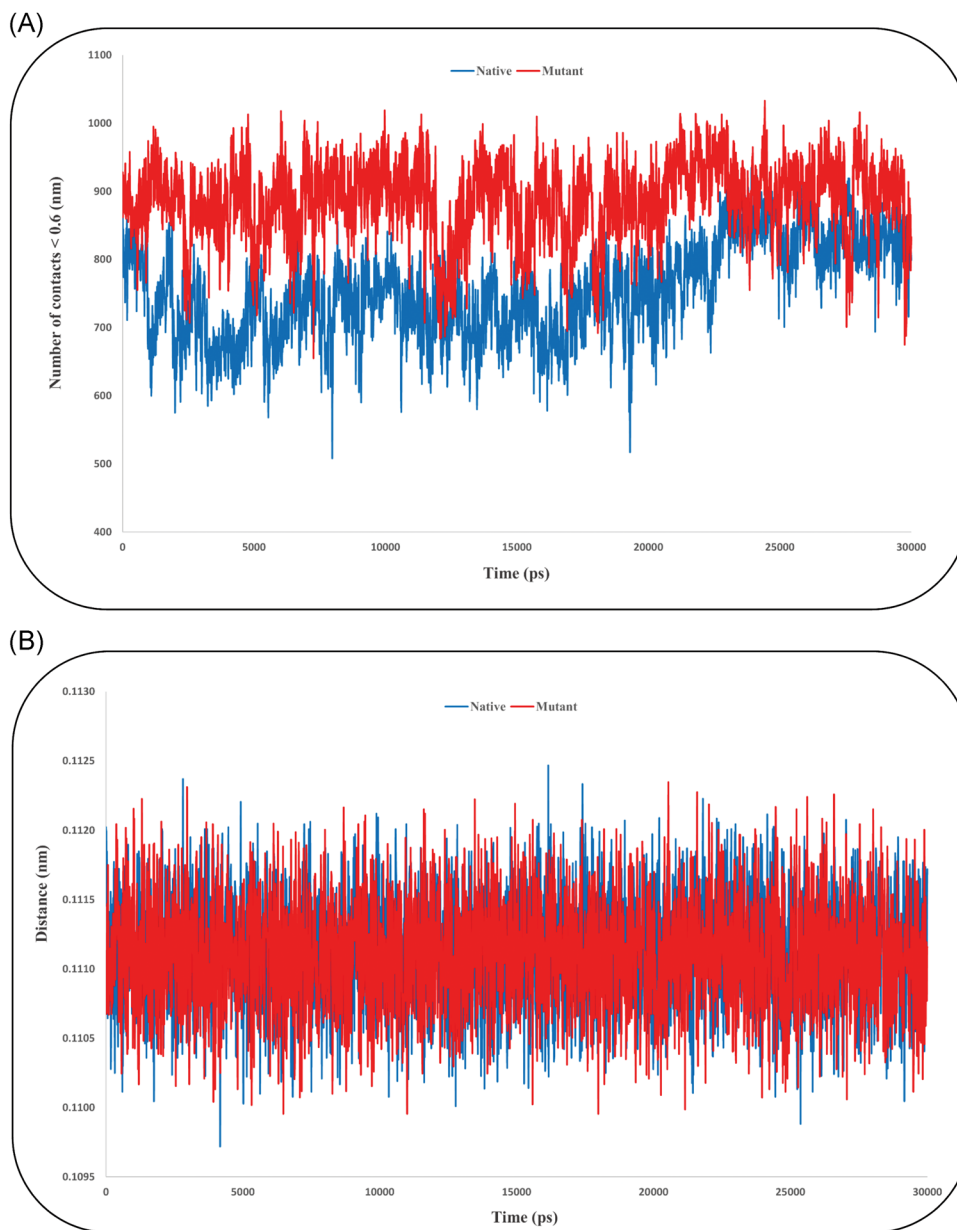 (A)
1100
Native Mutant
1000
900
800
700
600
500
400
Number of contacts < 0.6 (nm)
0 5000 10000 15000 20000 25000 30000
Time (ps)
(B)
0.1130
Native Mutant
0.1125
0.1120
0.1115
0.1110
0.1105
0.1100
0.1095
Distance (nm)
0 5000 10000 15000 20000 25000 30000
Time (ps)